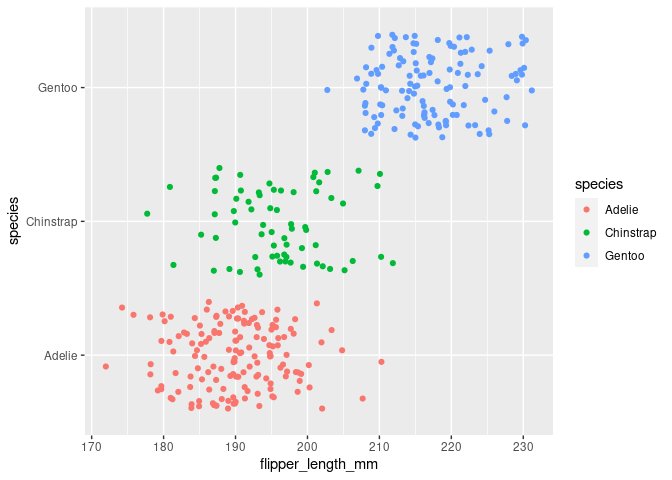 Gentoo
Chinstrap
Adelie
species
170 180 190 200 210 220 230
flipper_length_mm
species
Adelie
Chinstrap
Gentoo